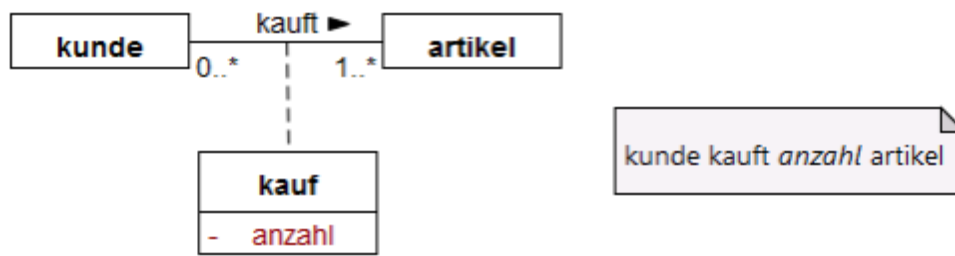 kauft ►
kunde
artikel
0..*
1..*
kunde kauft anzahl artikel
kauf
- anzahl